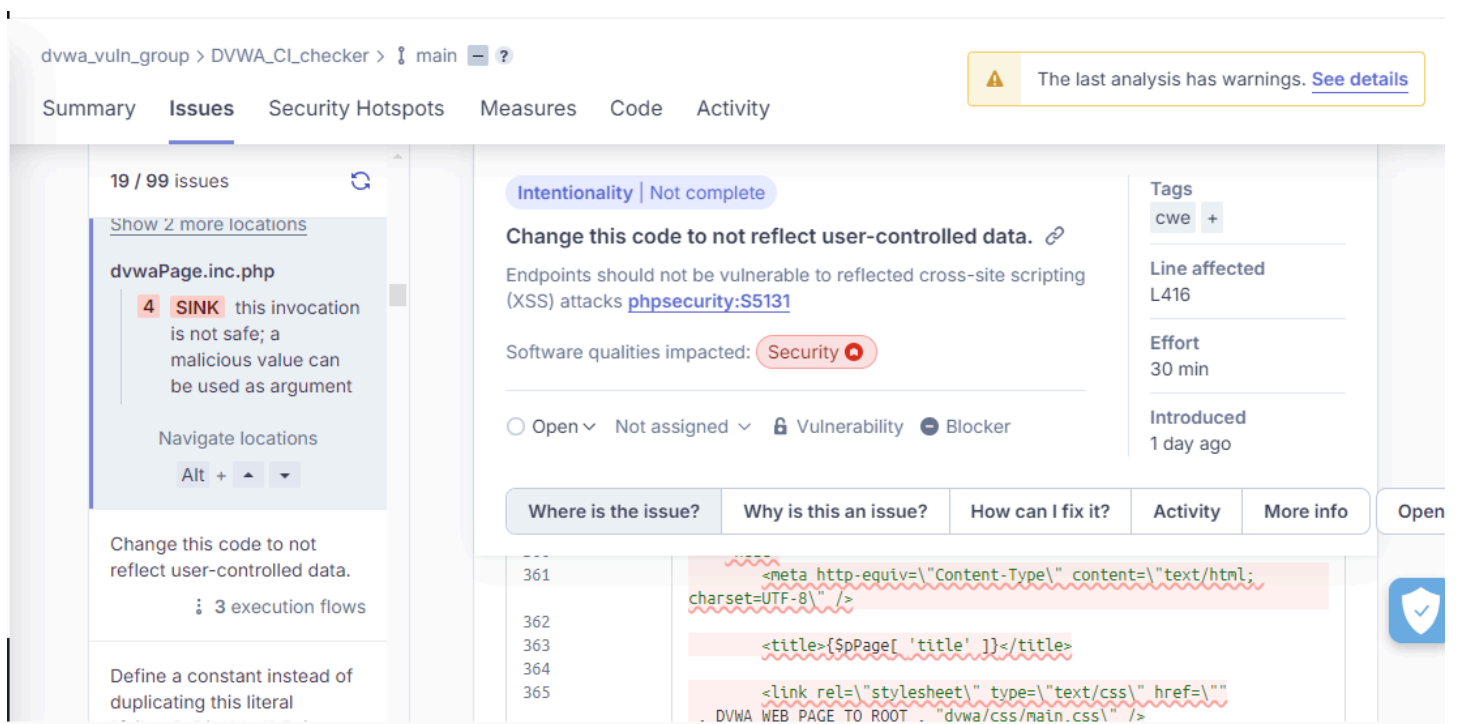 dvwa_vuln_group > DVWA_CI_checker > main ?
The last analysis has warnings. See details
Summary Issues Security Hotspots Measures Code Activity
19 / 99 issues
Show 2 more locations
dvwaPage.inc.php
4 SINK this invocation
is not safe; a
malicious value can
be used as argument
Navigate locations
Alt +
Change this code to not
reflect user-controlled data.
3 execution flows
Define a constant instead of
duplicating this literal
Intentionality | Not complete
Change this code to not reflect user-controlled data.
Endpoints should not be vulnerable to reflected cross-site scripting
(XSS) attacks phpsecurity:S5131
Software qualities impacted: Security
Open Not assigned Vulnerability Blocker
Tags
cwe +
Line affected
L416
Effort
30 min
Introduced
1 day ago
Where is the issue? Why is this an issue? How can I fix it? Activity More info Open
361 <meta http-equiv=\"Content-Type\" content=\"text/html;
charset=UTF-8\" />
362
363 <title>{$pPage[ 'title' ]}</title>
364
365 <link rel=\"stylesheet\" type=\"text/css\" href=\""
. DVWA_WEB_PAGE_TO_ROOT . "dvwa/css/main.css\" />